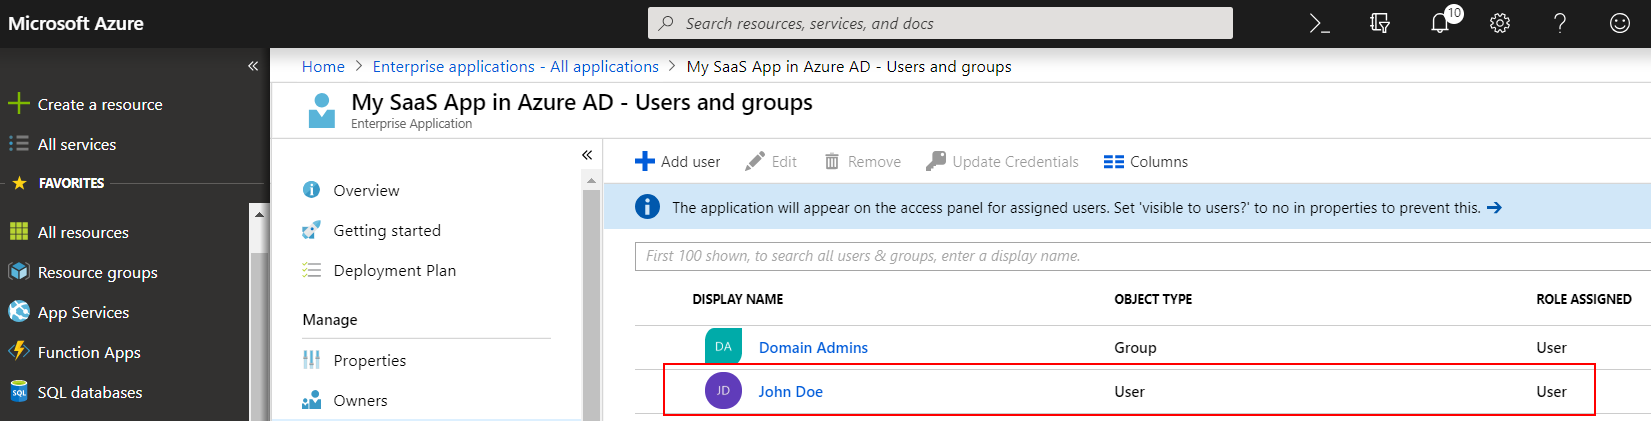 Microsoft Azure
Search resources, services, and docs
10
«
Home > Enterprise applications - All applications > My SaaS App in Azure AD - Users and groups
Create a resource
All services
FAVORITES
All resources
Resource groups
App Services
Function Apps
SQL databases
My SaaS App in Azure AD - Users and groups
Enterprise Application
«
Overview
Getting started
Deployment Plan
Manage
Properties
Owners
Add user Edit Remove Update Credentials Columns
The application will appear on the access panel for assigned users. Set 'visible to users?' to no in properties to prevent this. →
First 100 shown, to search all users & groups, enter a display name.
DISPLAY NAME OBJECT TYPE ROLE ASSIGNED
DA Domain Admins Group User
JD John Doe User User